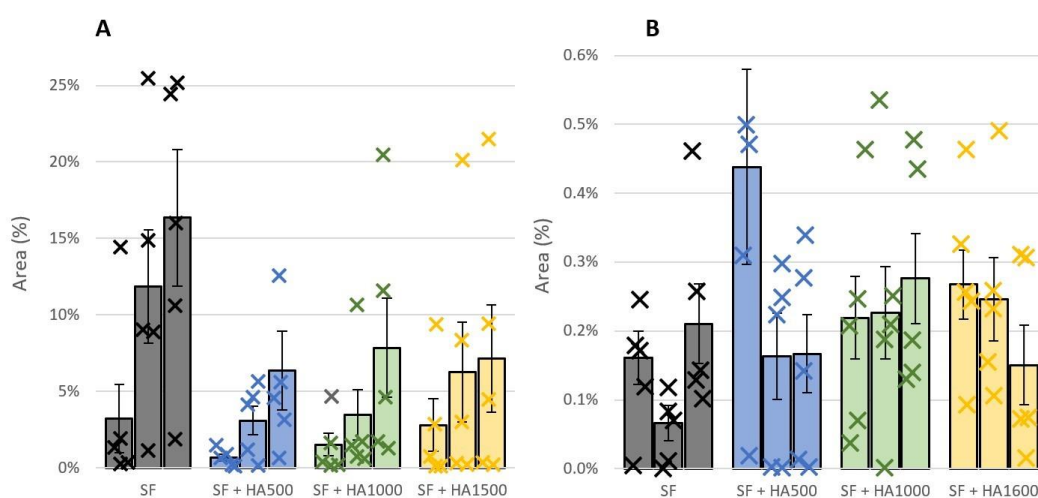 A
B
Area (%)
25%
20%
15%
10%
5%
0%
SF
SF + HA500
SF + HA1000
SF + HA1500
Area (%)
0.6%
0.5%
0.4%
0.3%
0.2%
0.1%
0.0%
SF
SF + HA500
SF + HA1000
SF + HA1600